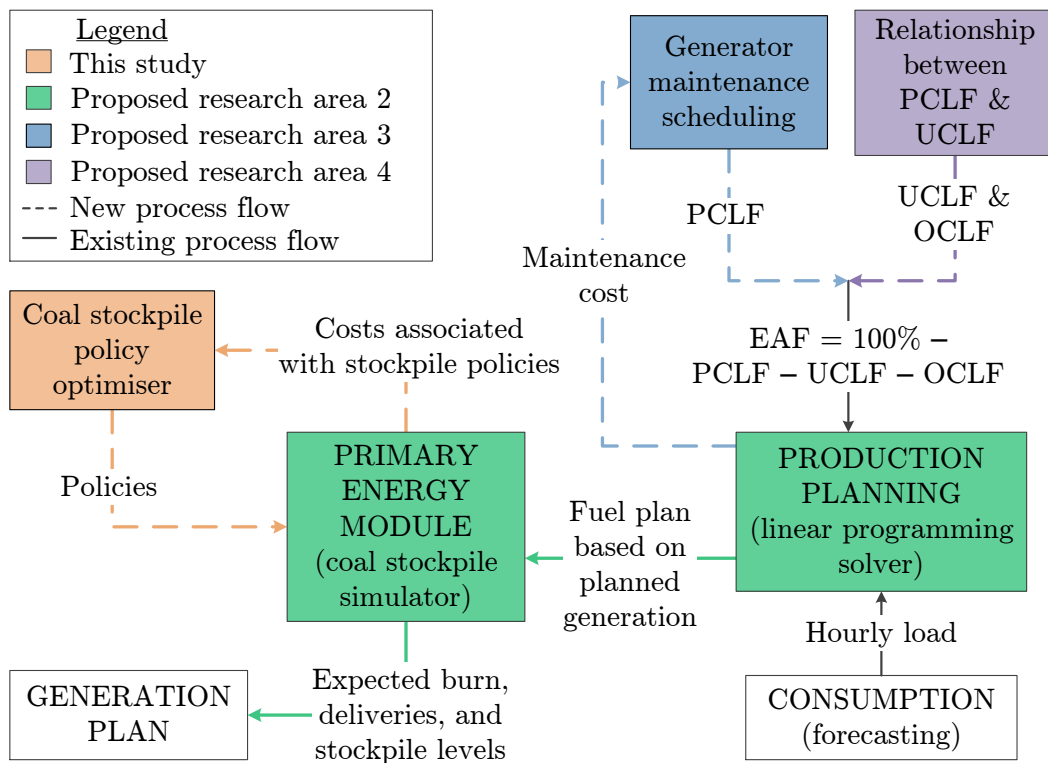 Legend
This study
Proposed research area 2
Proposed research area 3
Proposed research area 4
New process flow
Existing process flow
Generator
maintenance
scheduling
Relationship
between
PCLF &
UCLF
PCLF
UCLF &
OCLF
Maintenance
cost
EAF = 100% –
PCLF – UCLF – OCLF
Coal stockpile
policy
optimiser
Costs associated
with stockpile policies
Policies
PRIMARY
ENERGY
MODULE
(coal stockpile
simulator)
Fuel plan
based on
planned
generation
PRODUCTION
PLANNING
(linear programming
solver)
Hourly load
CONSUMPTION
(forecasting)
Expected burn,
deliveries, and
stockpile levels
GENERATION
PLAN